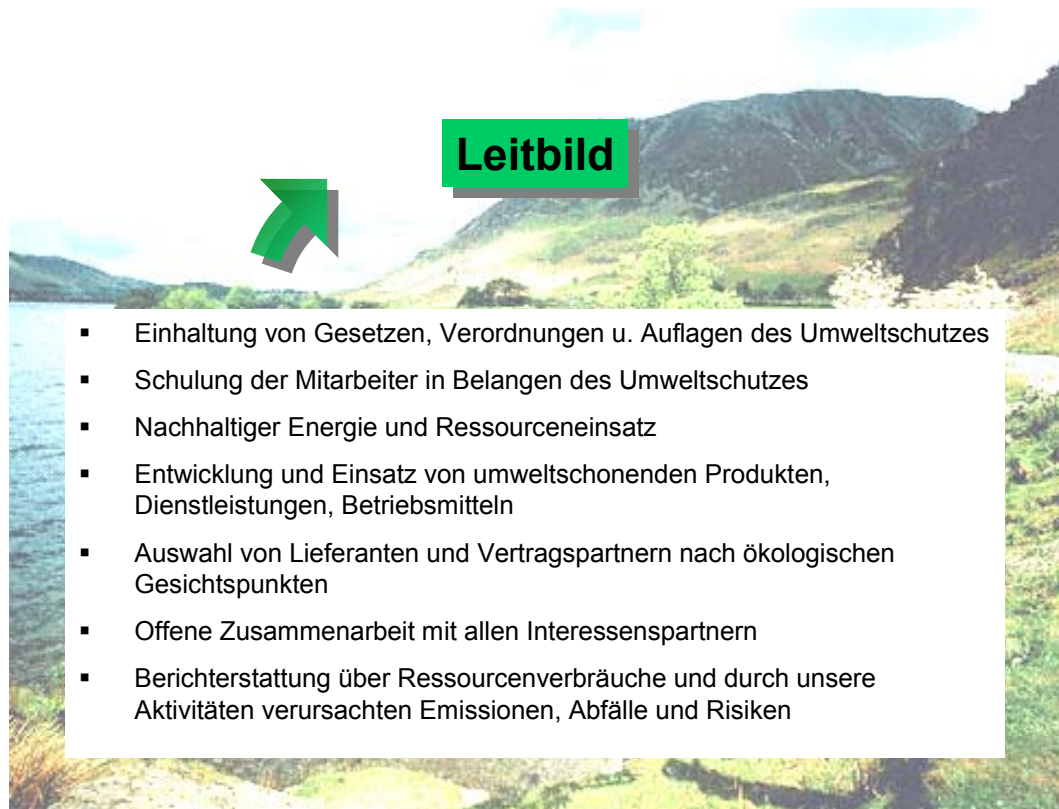 Leitbild
▪ Einhaltung von Gesetzen, Verordnungen u. Auflagen des Umweltschutzes
▪ Schulung der Mitarbeiter in Belangen des Umweltschutzes
▪ Nachhaltiger Energie und Ressourceneinsatz
▪ Entwicklung und Einsatz von umweltschonenden Produkten,
Dienstleistungen, Betriebsmitteln
▪ Auswahl von Lieferanten und Vertragspartnern nach ökologischen
Gesichtspunkten
▪ Offene Zusammenarbeit mit allen Interessenspartnern
▪ Berichterstattung über Ressourcenverbräuche und durch unsere
Aktivitäten verursachten Emissionen, Abfälle und Risiken